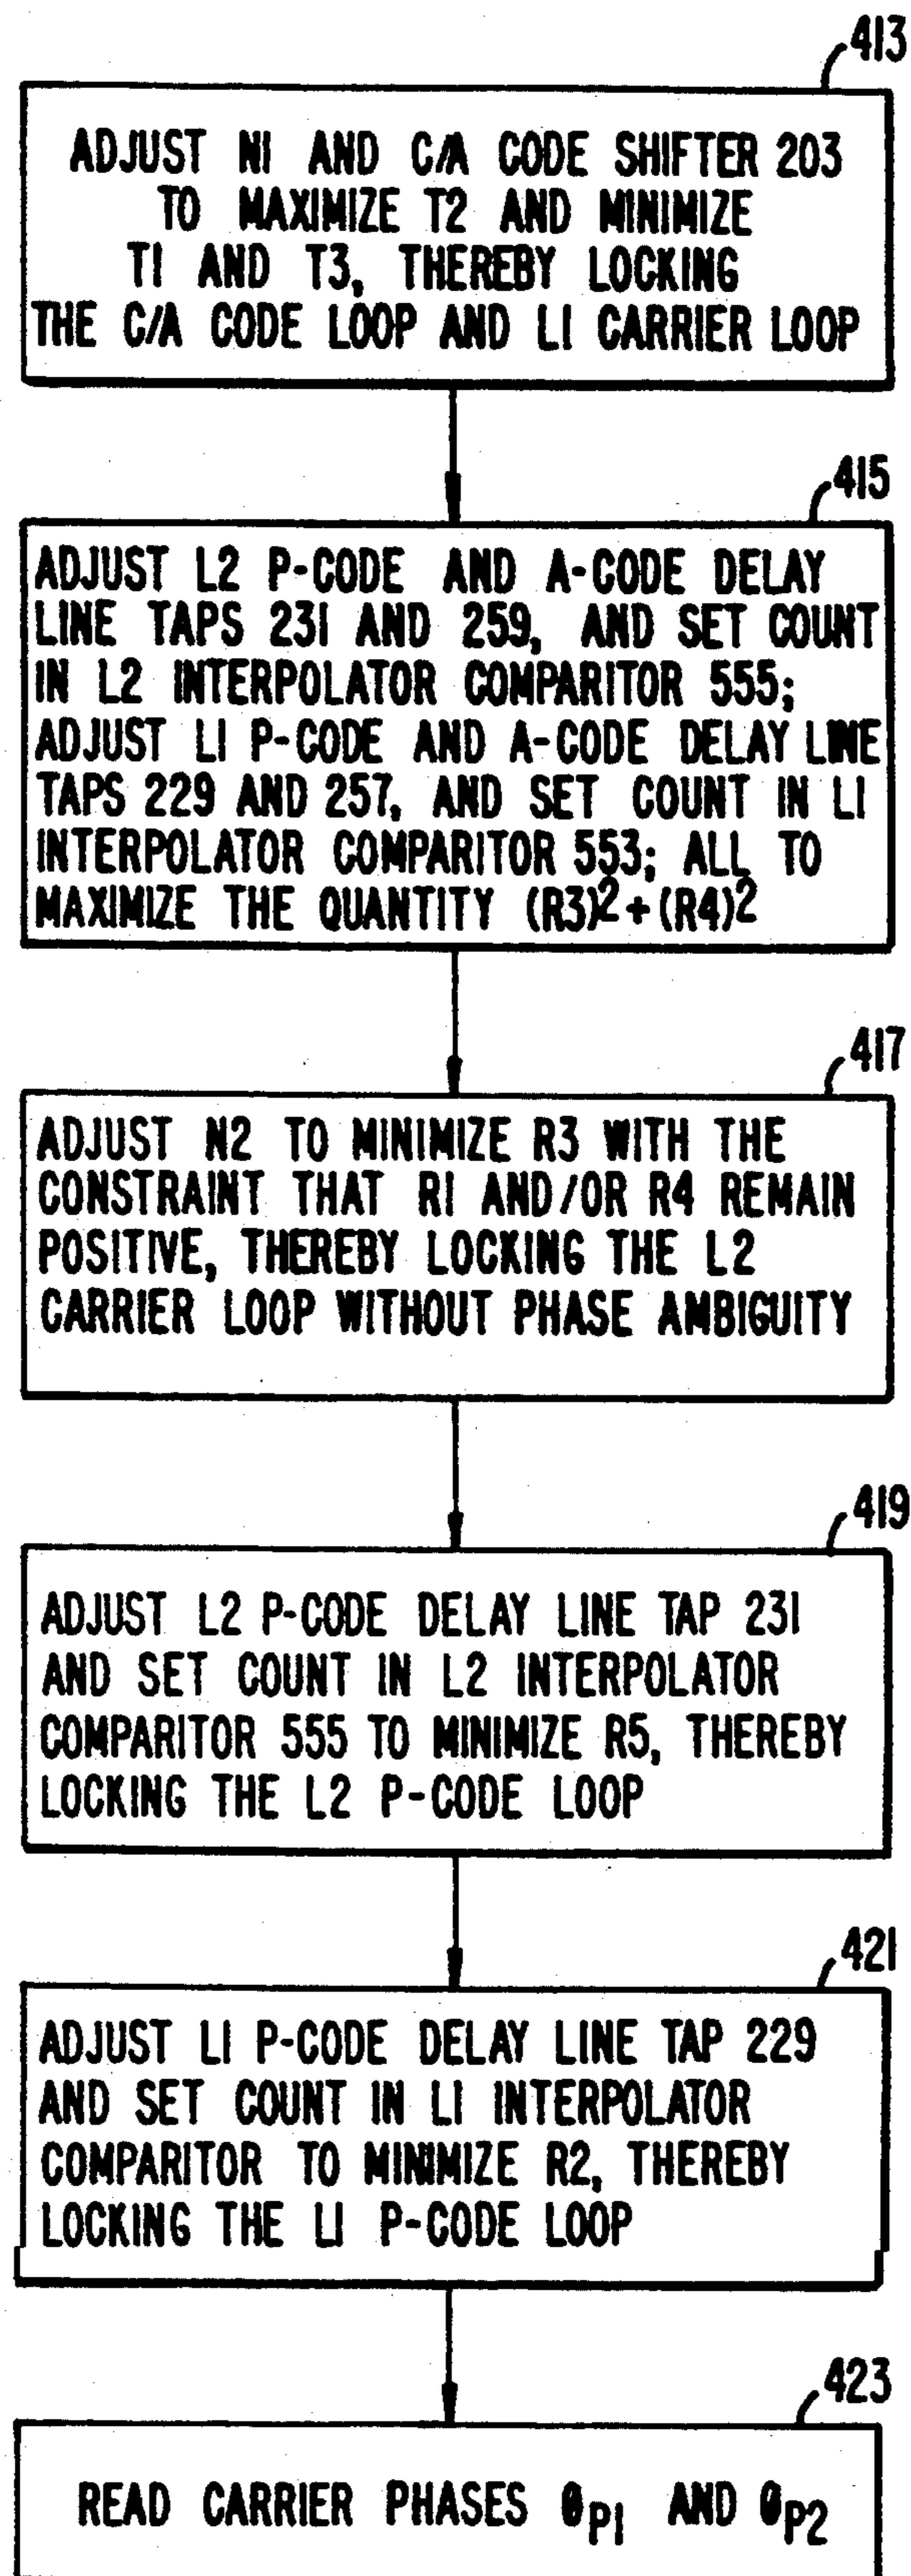 413
ADJUST N1 AND C/A CODE SHIFTER 203
TO MAXIMIZE T2 AND MINIMIZE
T1 AND T3, THEREBY LOCKING
THE C/A CODE LOOP AND L1 CARRIER LOOP
415
ADJUST L2 P-CODE AND A-CODE DELAY
LINE TAPS 231 AND 259, AND SET COUNT
IN L2 INTERPOLATOR COMPARITOR 555;
ADJUST L1 P-CODE AND A-CODE DELAY LINE
TAPS 229 AND 257, AND SET COUNT IN L1
INTERPOLATOR COMPARITOR 553; ALL TO
MAXIMIZE THE QUANTITY (R3)2+(R4)2
417
ADJUST N2 TO MINIMIZE R3 WITH THE
CONSTRAINT THAT R1 AND/OR R4 REMAIN
POSITIVE, THEREBY LOCKING THE L2
CARRIER LOOP WITHOUT PHASE AMBIGUITY
419
ADJUST L2 P-CODE DELAY LINE TAP 231
AND SET COUNT IN L2 INTERPOLATOR
COMPARITOR 555 TO MINIMIZE R5, THEREBY
LOCKING THE L2 P-CODE LOOP
421
ADJUST L1 P-CODE DELAY LINE TAP 229
AND SET COUNT IN L1 INTERPOLATOR
COMPARITOR TO MINIMIZE R2, THEREBY
LOCKING THE L1 P-CODE LOOP
423
READ CARRIER PHASES θP1 AND θP2